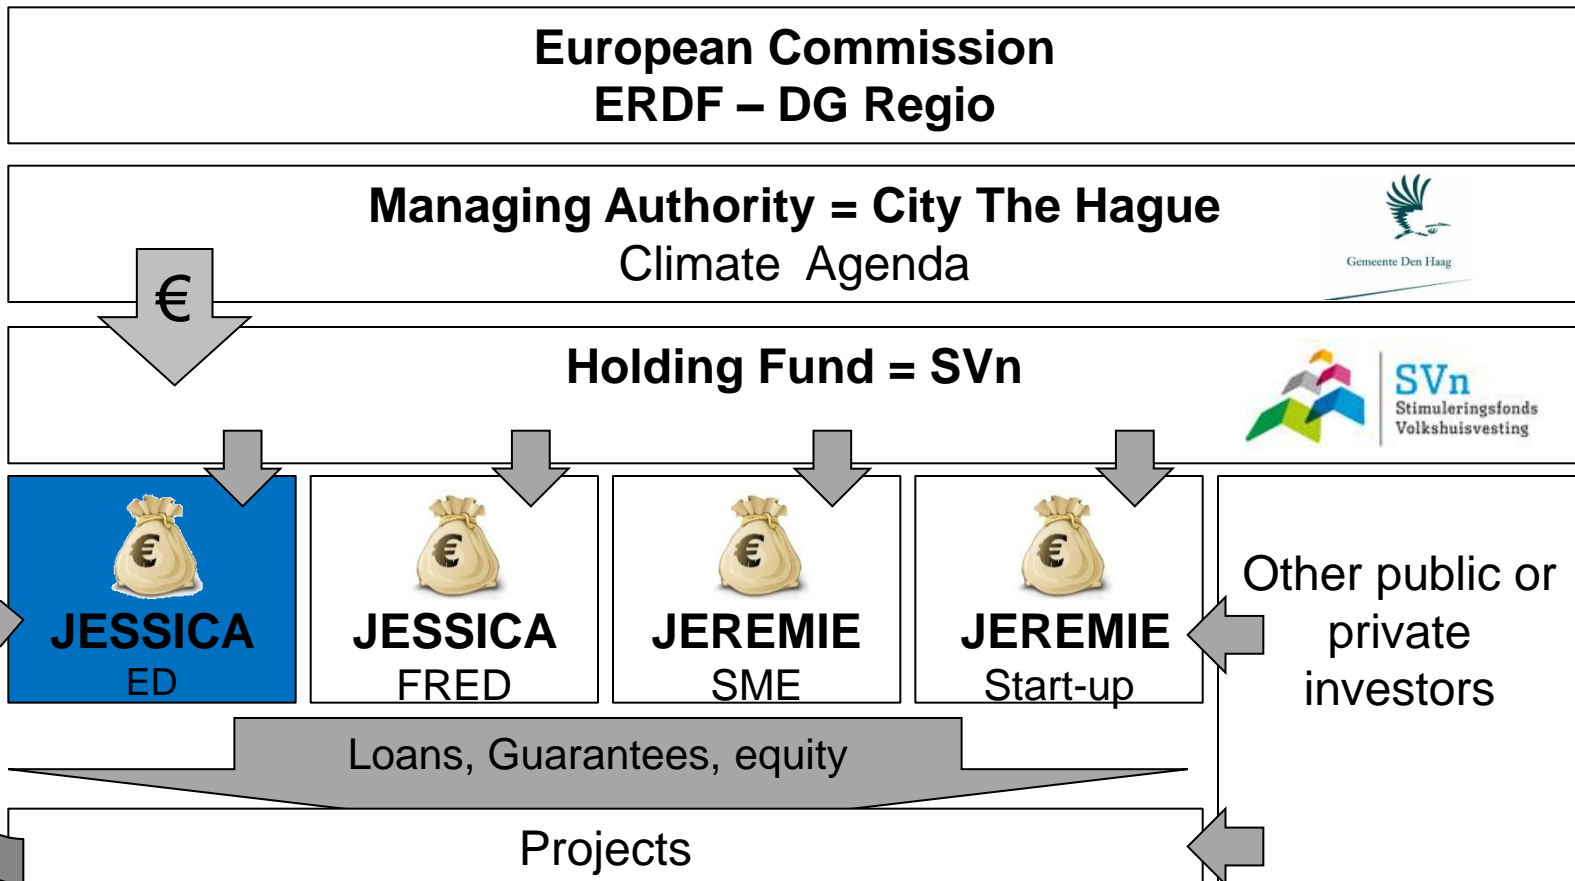 European Commission
ERDF – DG Regio
Managing Authority = City The Hague
Climate Agenda
Gemeente Den Haag
€
Holding Fund = SVn
SVn
Stimuleringsfonds
Volkshuisvesting
€
JESSICA
ED
€
JESSICA
FRED
€
JEREMIE
SME
€
JEREMIE
Start-up
Other public or
private
investors
Loans, Guarantees, equity
Projects